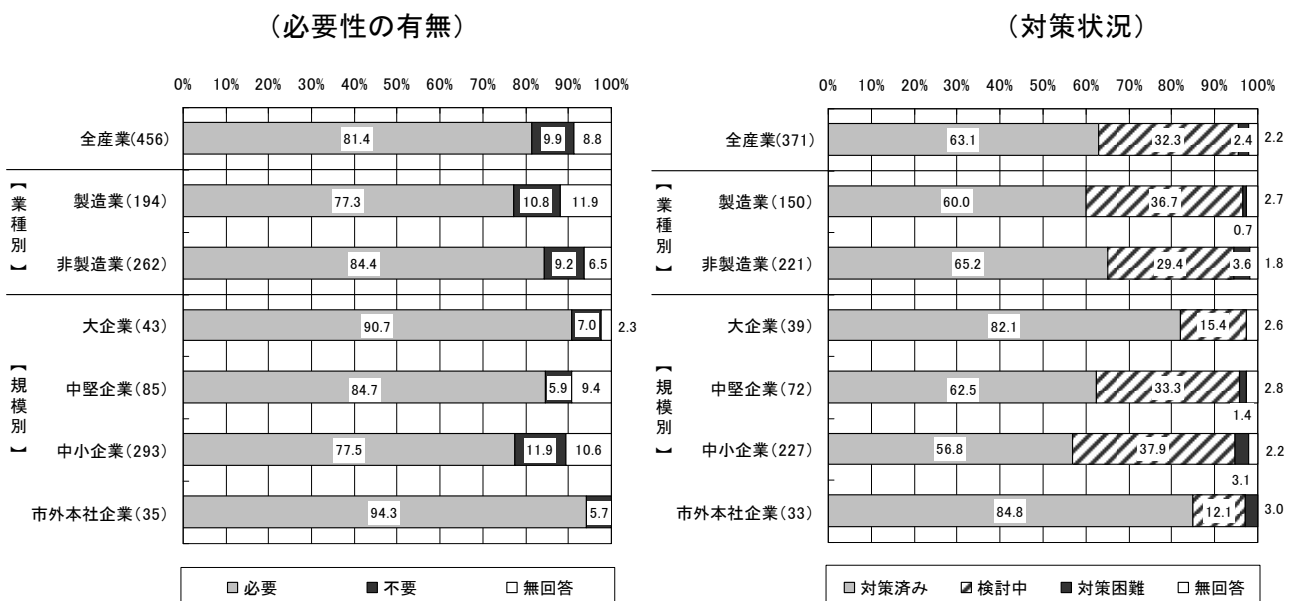 (必要性の有無)
0% 10% 20% 30% 40% 50% 60% 70% 80% 90% 100%
全産業(456) 81.4 9.9 8.8
【業種別】
製造業(194) 77.3 10.8 11.9
非製造業(262) 84.4 9.2 6.5
【規模別】
大企業(43) 90.7 7.0 2.3
中堅企業(85) 84.7 5.9 9.4
中小企業(293) 77.5 11.9 10.6
市外本社企業(35) 94.3 5.7
必要 不要 無回答
(対策状況)
0% 10% 20% 30% 40% 50% 60% 70% 80% 90% 100%
全産業(371) 63.1 32.3 2.4 2.2
【業種別】
製造業(150) 60.0 36.7 2.7
0.7
非製造業(221) 65.2 29.4 3.6 1.8
【規模別】
大企業(39) 82.1 15.4 2.6
中堅企業(72) 62.5 33.3 2.8
1.4
中小企業(227) 56.8 37.9 2.2
3.1
市外本社企業(33) 84.8 12.1 3.0
対策済み 検討中 対策困難 無回答